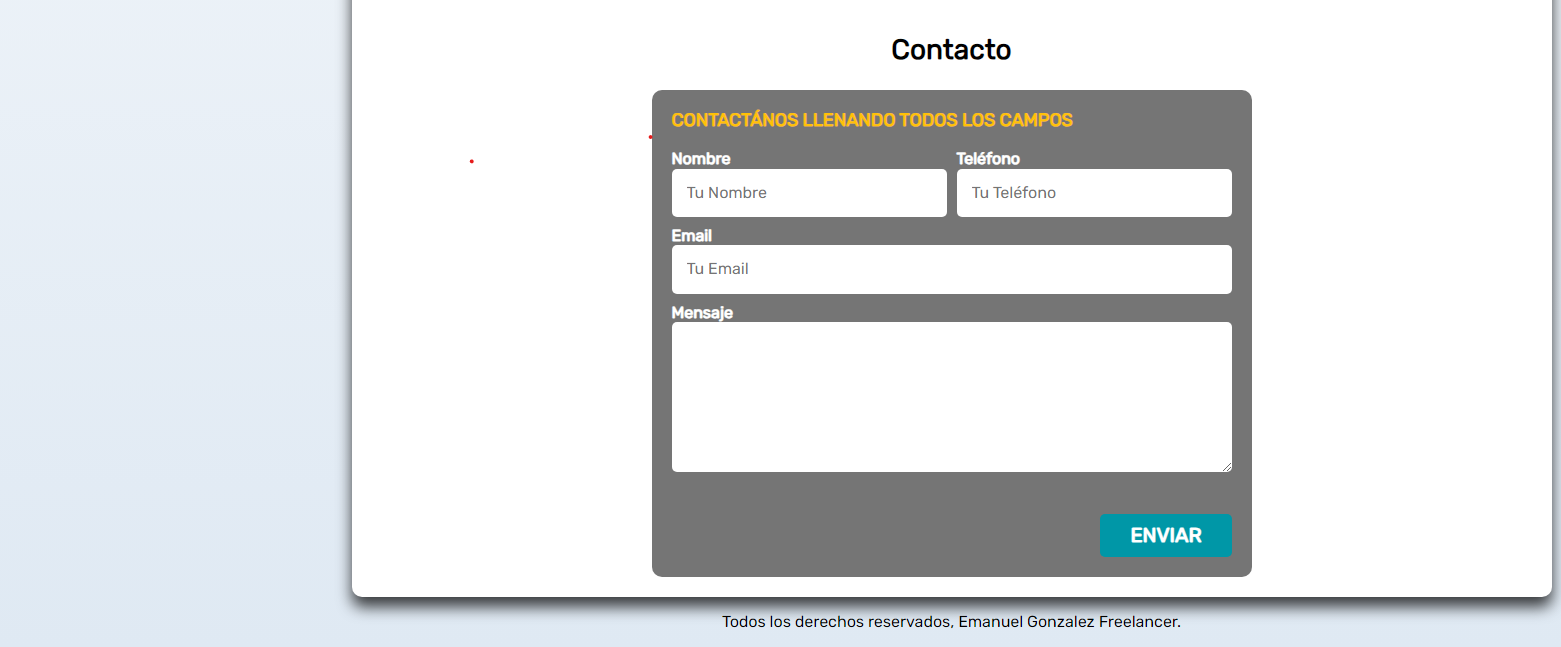 Contacto
CONTACTÁNOS LLENANDO TODOS LOS CAMPOS
Nombre Teléfono
Tu Nombre Tu Teléfono
Email
Tu Email
Mensaje
ENVIAR
Todos los derechos reservados, Emanuel Gonzalez Freelancer.